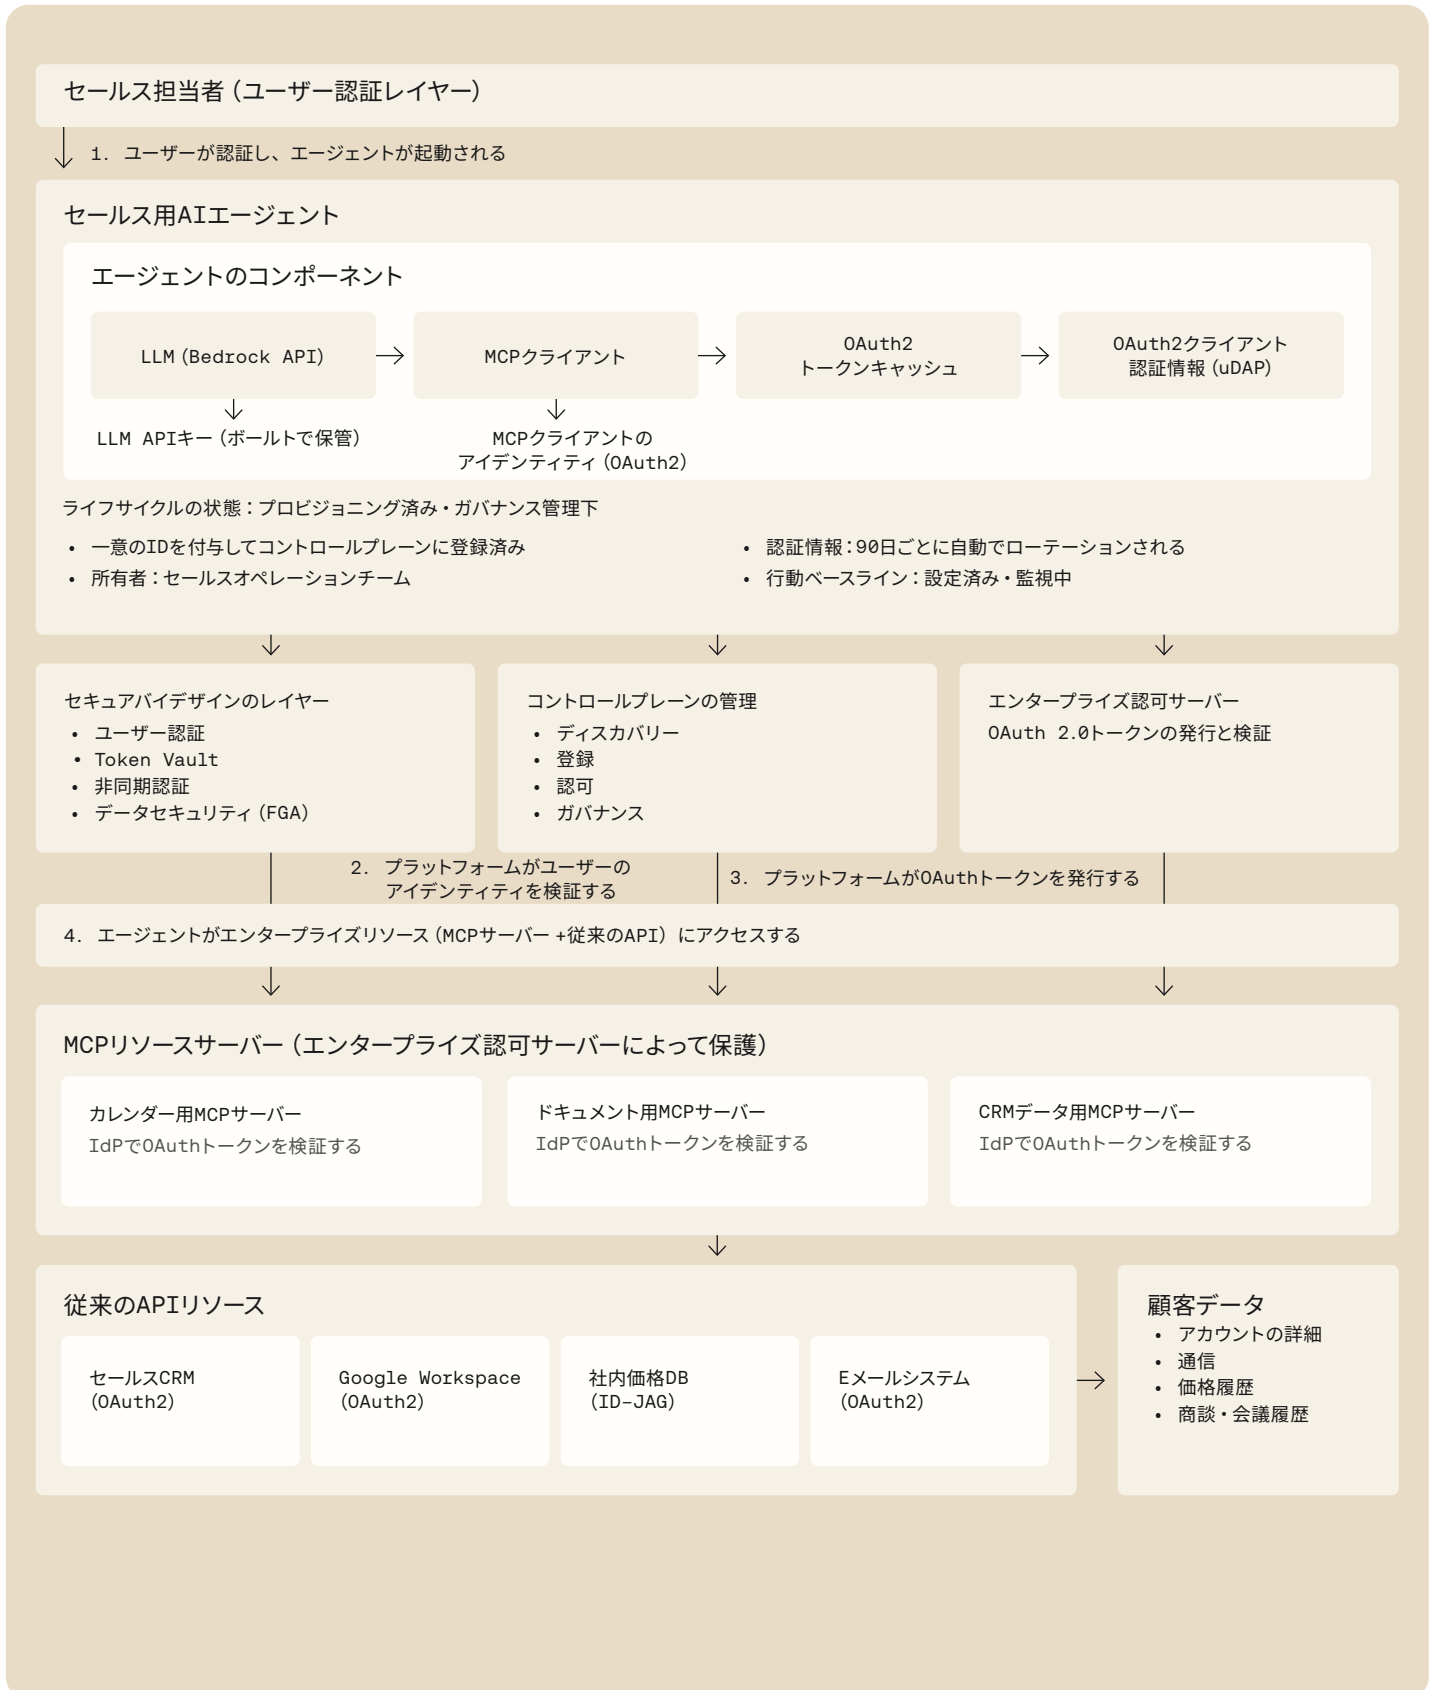 セールス担当者（ユーザー認証レイヤー）
1. ユーザーが認証し、エージェントが起動される
セールス用AIエージェント
エージェントのコンポーネント
LLM（Bedrock API）
MCPクライアント
OAuth2
トークンキャッシュ
OAuth2クライアント
認証情報（uDAP）
LLM APIキー（ボールトで保管）
MCPクライアントの
アイデンティティ（OAuth2）
ライフサイクルの状態：プロビジョニング済み・ガバナンス管理下
• 一意のIDを付与してコントロールプレーンに登録済み
• 所有者：セールスオペレーションチーム
• 認証情報：90日ごとに自動でローテーションされる
• 行動ベースライン：設定済み・監視中
セキュアバイデザインのレイヤー
• ユーザー認証
• Token Vault
• 非同期認証
• データセキュリティ（FGA）
コントロールプレーンの管理
• ディスカバリー
• 登録
• 認可
• ガバナンス
エンタープライズ認可サーバー
OAuth 2.0トークンの発行と検証
2. プラットフォームがユーザーの
アイデンティティを検証する
3. プラットフォームがOAuthトークンを発行する
4. エージェントがエンタープライズリソース（MCPサーバー +従来のAPI）にアクセスする
MCPリソースサーバー（エンタープライズ認可サーバーによって保護）
カレンダー用MCPサーバー
IdPでOAuthトークンを検証する
ドキュメント用MCPサーバー
IdPでOAuthトークンを検証する
CRMデータ用MCPサーバー
IdPでOAuthトークンを検証する
従来のAPIリソース
セールスCRM
（OAuth2）
Google Workspace
（OAuth2）
社内価格DB
（ID-JAG）
Eメールシステム
（OAuth2）
顧客データ
• アカウントの詳細
• 通信
• 価格履歴
• 商談・会議履歴